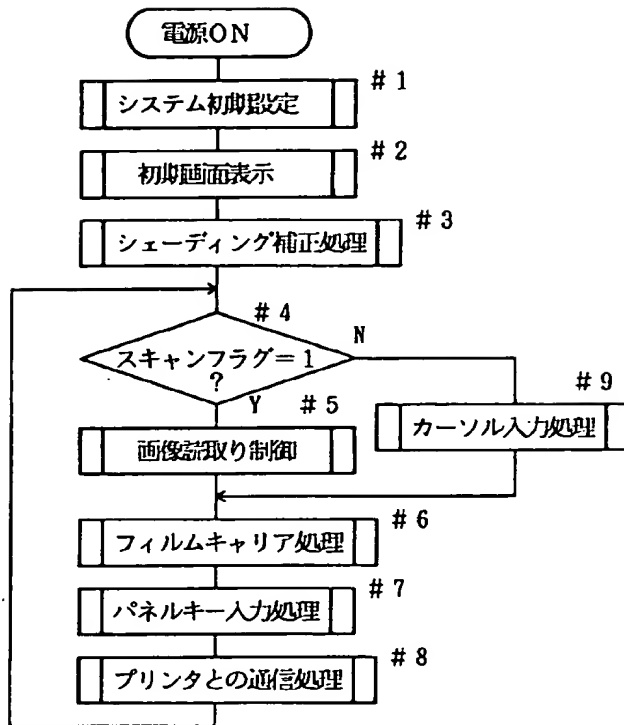 電源ON
システム初期設定 #1
初期画面表示 #2
シェーディング補正処理 #3
#4
スキャンフラグ=1
?
N
Y #5
画像読取り制御
#9
カーソル入力処理
フィルムキャリア処理 #6
パネルキー入力処理 #7
プリンタとの通信処理 #8